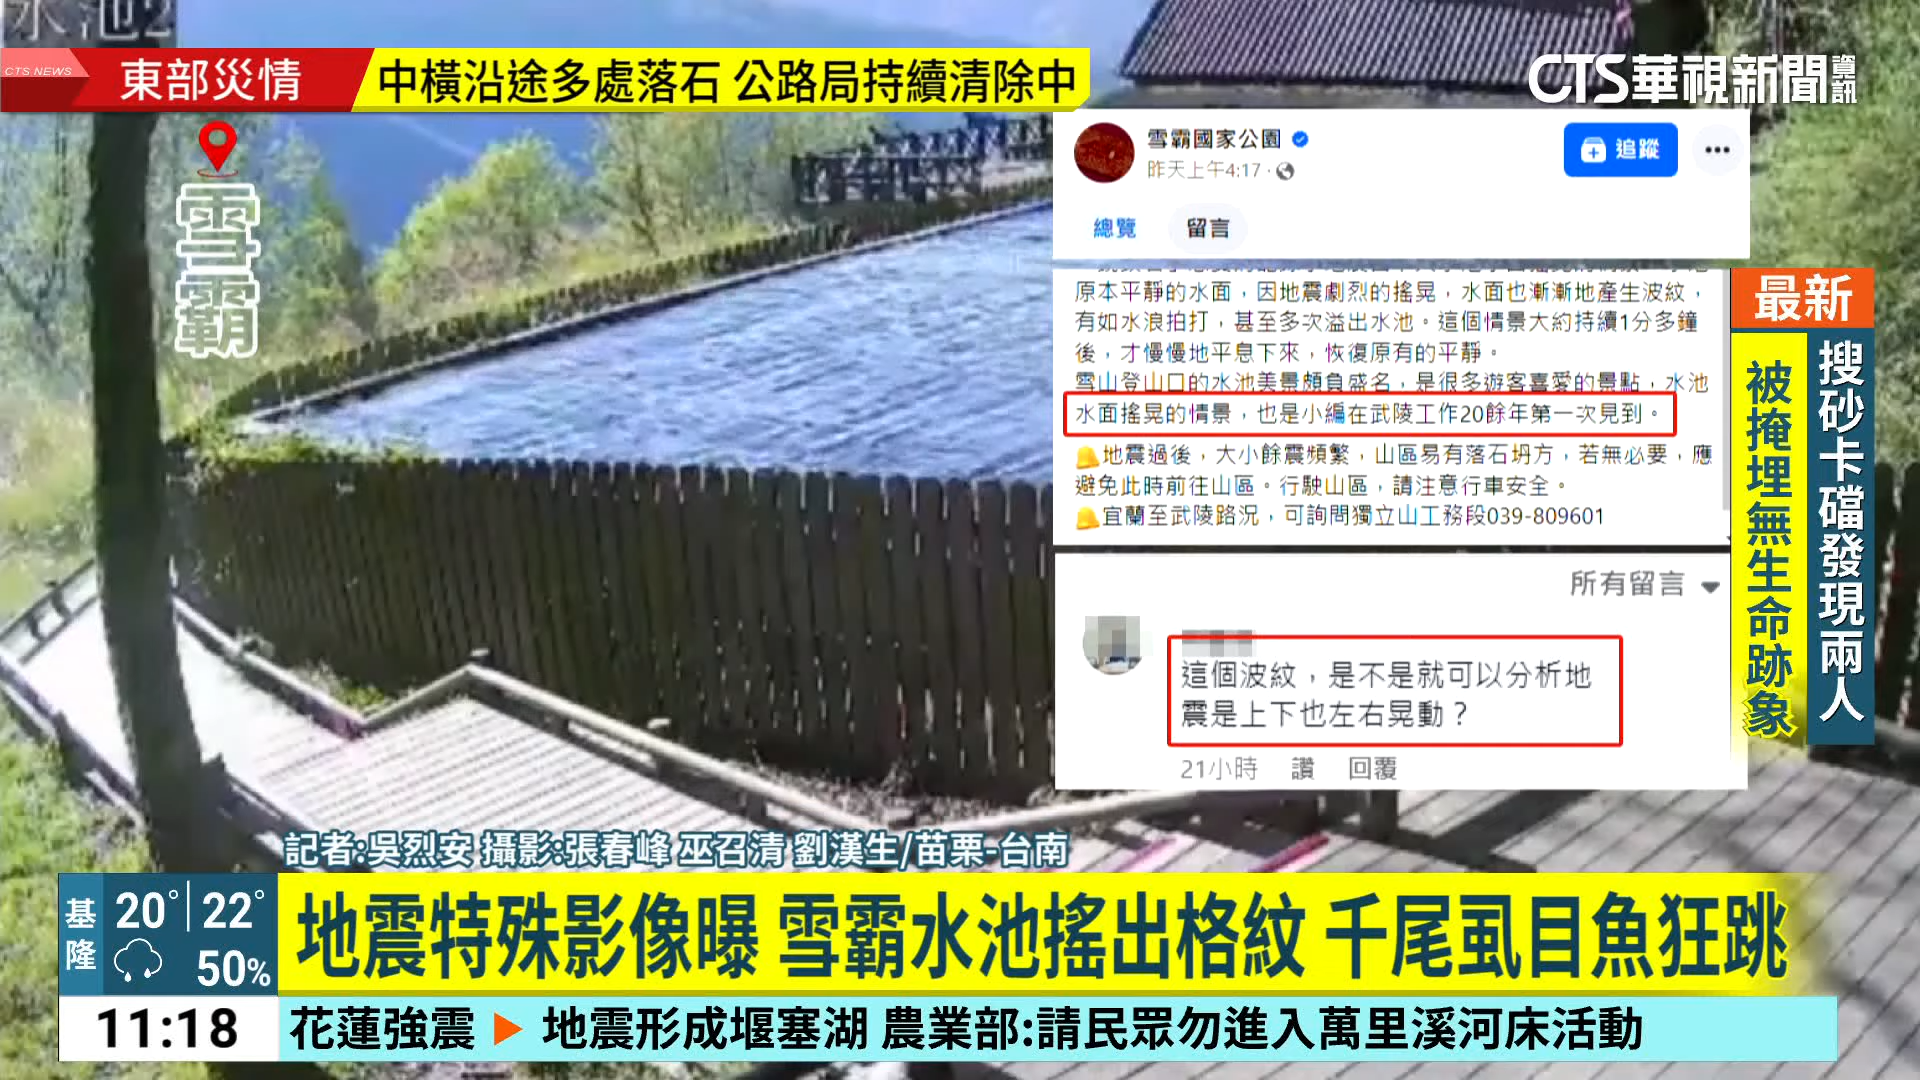 水池2
CTS NEWS
東部災情
中橫沿途多處落石 公路局持續清除中
CTS華視新聞資訊
雪霸
雪霸國家公園
昨天上午4:17
追蹤
總覽
留言
原本平靜的水面，因地震劇烈的搖晃，水面也漸漸地產生波紋，
有如水浪拍打，甚至多次溢出水池。這個情景大約持續1分多鐘
後，才慢慢地平息下來，恢復原有的平靜。
雪山登山口的水池美景頗負盛名，是很多遊客喜愛的景點，水池
水面搖晃的情景，也是小編在武陵工作20餘年第一次見到。
地震過後，大小餘震頻繁，山區易有落石坍方，若無必要，應
避免此時前往山區。行駛山區，請注意行車安全。
宜蘭至武陵路況，可詢問獨立山工務段039-809601
所有留言
這個波紋，是不是就可以分析地
震是上下也左右晃動？
21小時 讚 回覆
最新
搜砂卡礑發現兩人
被掩埋無生命跡象
記者:吳烈安 攝影:張春峰 巫召清 劉漢生/苗栗-台南
基隆
20° 22°
50%
地震特殊影像曝 雪霸水池搖出格紋 千尾虱目魚狂跳
11:18
花蓮強震 ▶ 地震形成堰塞湖 農業部:請民眾勿進入萬里溪河床活動